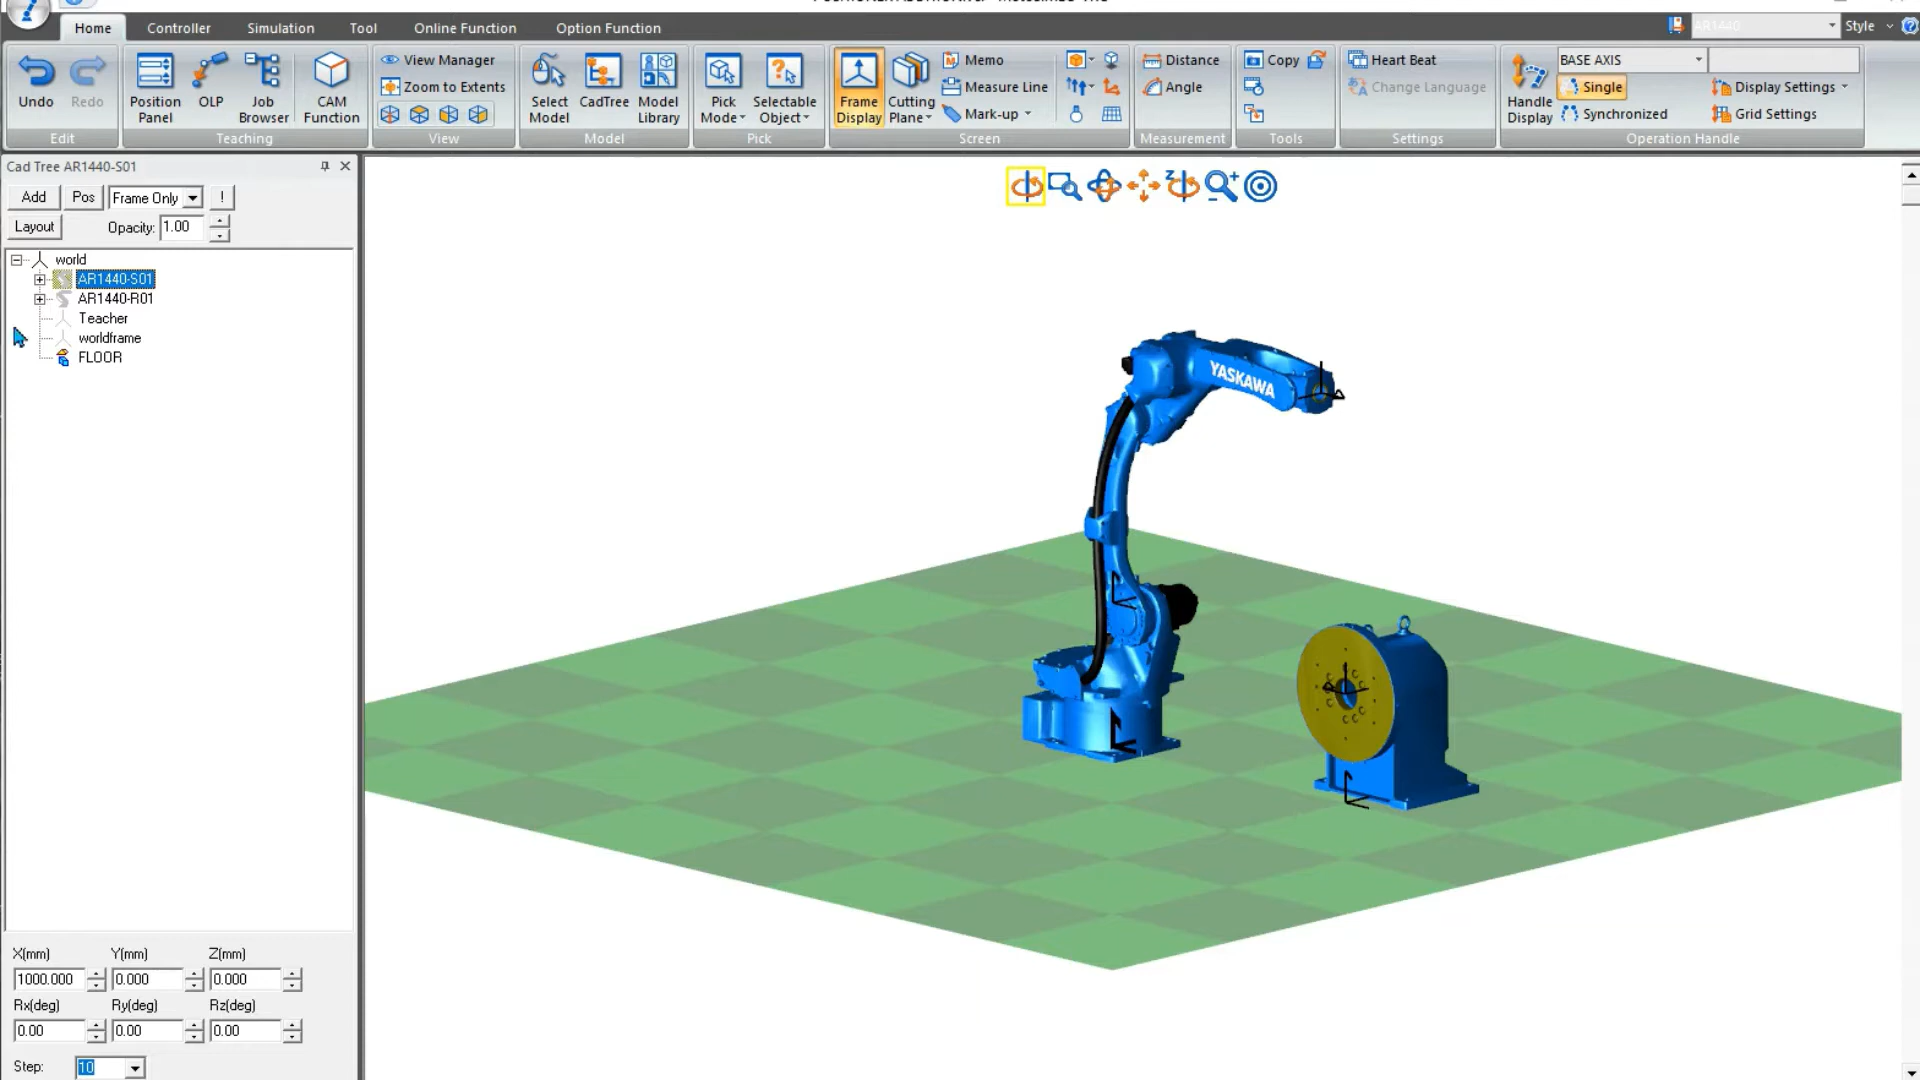 Home Controller Simulation Tool Online Function Option Function AR1440 Style
Undo Redo
Edit
Position Panel OLP Job Browser CAM Function
Teaching
View Manager
Zoom to Extents
View
Select Model CadTree Model Library
Model
Pick Mode Selectable Object
Pick
Frame Display Cutting Plane Memo
Measure Line
Mark-up
Screen
Distance
Angle
Measurement
Copy
Tools
Heart Beat
Change Language
Settings
Handle Display BASE AXIS
Single
Synchronized
Display Settings
Grid Settings
Operation Handle
Cad Tree AR1440-S01
Add Pos Frame Only !
Layout Opacity: 1.00
world
AR1440-S01
AR1440-R01
Teacher
worldframe
FLOOR
YASKAWA
X(mm) Y(mm) Z(mm)
1000.000 0.000 0.000
Rx(deg) Ry(deg) Rz(deg)
0.00 0.00 0.00
Step: 10